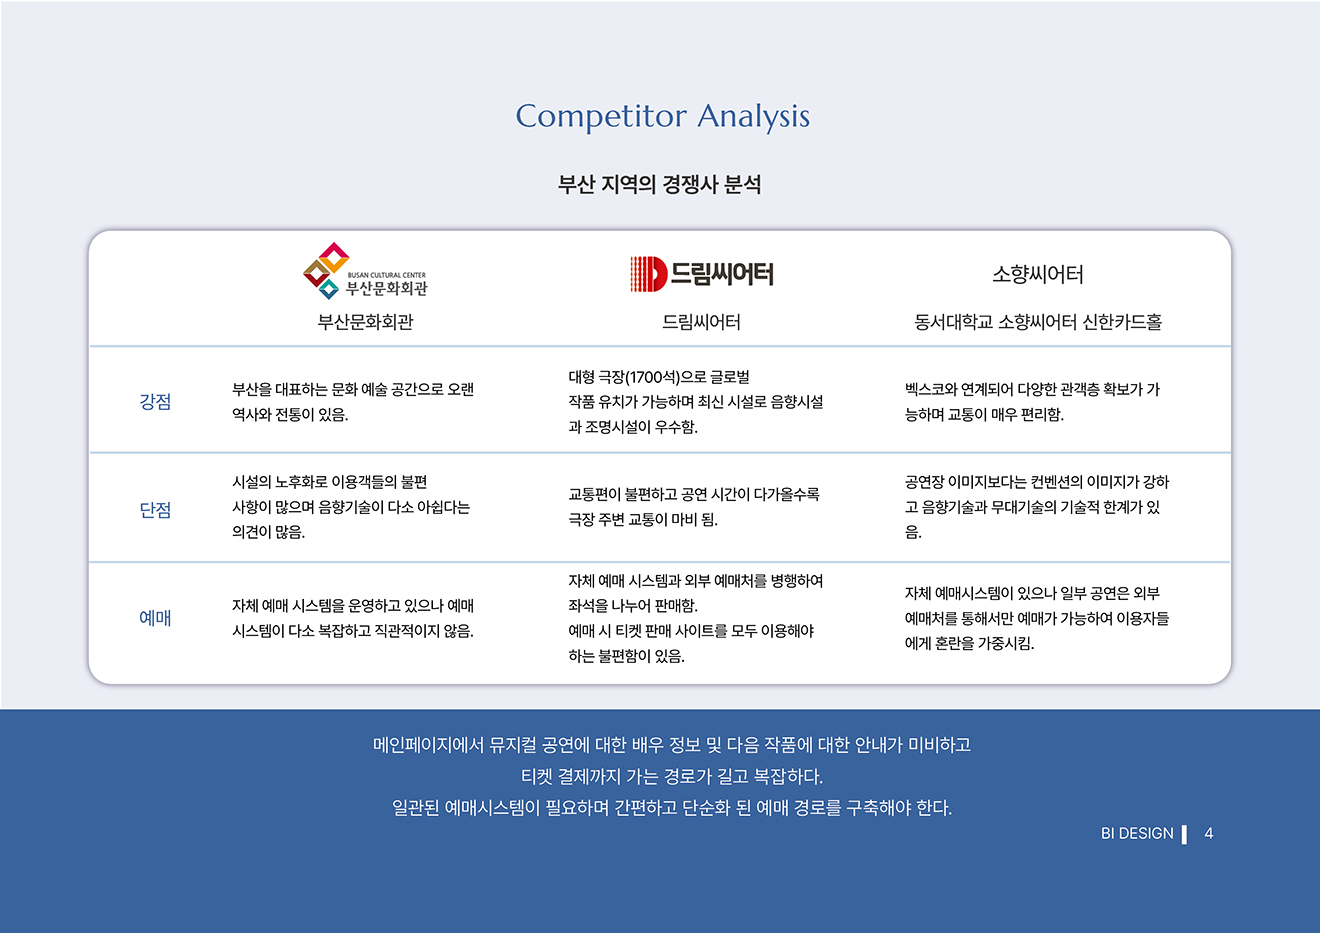 Competitor Analysis
부산 지역의 경쟁사 분석
BUSAN CULTURAL CENTER
부산문화회관
드림씨어터
소향씨어터
부산문화회관
드림씨어터
동서대학교 소향씨어터 신한카드홀
강점
부산을 대표하는 문화 예술 공간으로 오랜
역사와 전통이 있음.
대형 극장(1700석)으로 글로벌
작품 유치가 가능하며 최신 시설로 음향시설
과 조명시설이 우수함.
벡스코와 연계되어 다양한 관객층 확보가 가
능하며 교통이 매우 편리함.
단점
시설의 노후화로 이용객들의 불편
사항이 많으며 음향기술이 다소 아쉽다는
의견이 많음.
교통편이 불편하고 공연 시간이 다가올수록
극장 주변 교통이 마비 됨.
공연장 이미지보다는 컨벤션의 이미지가 강하
고 음향기술과 무대기술의 기술적 한계가 있
음.
예매
자체 예매 시스템을 운영하고 있으나 예매
시스템이 다소 복잡하고 직관적이지 않음.
자체 예매 시스템과 외부 예매처를 병행하여
좌석을 나누어 판매함.
예매 시 티켓 판매 사이트를 모두 이용해야
하는 불편함이 있음.
자체 예매시스템이 있으나 일부 공연은 외부
예매처를 통해서만 예매가 가능하여 이용자들
에게 혼란을 가중시킴.
메인페이지에서 뮤지컬 공연에 대한 배우 정보 및 다음 작품에 대한 안내가 미비하고
티켓 결제까지 가는 경로가 길고 복잡하다.
일관된 예매시스템이 필요하며 간편하고 단순화 된 예매 경로를 구축해야 한다.
BI DESIGN 4